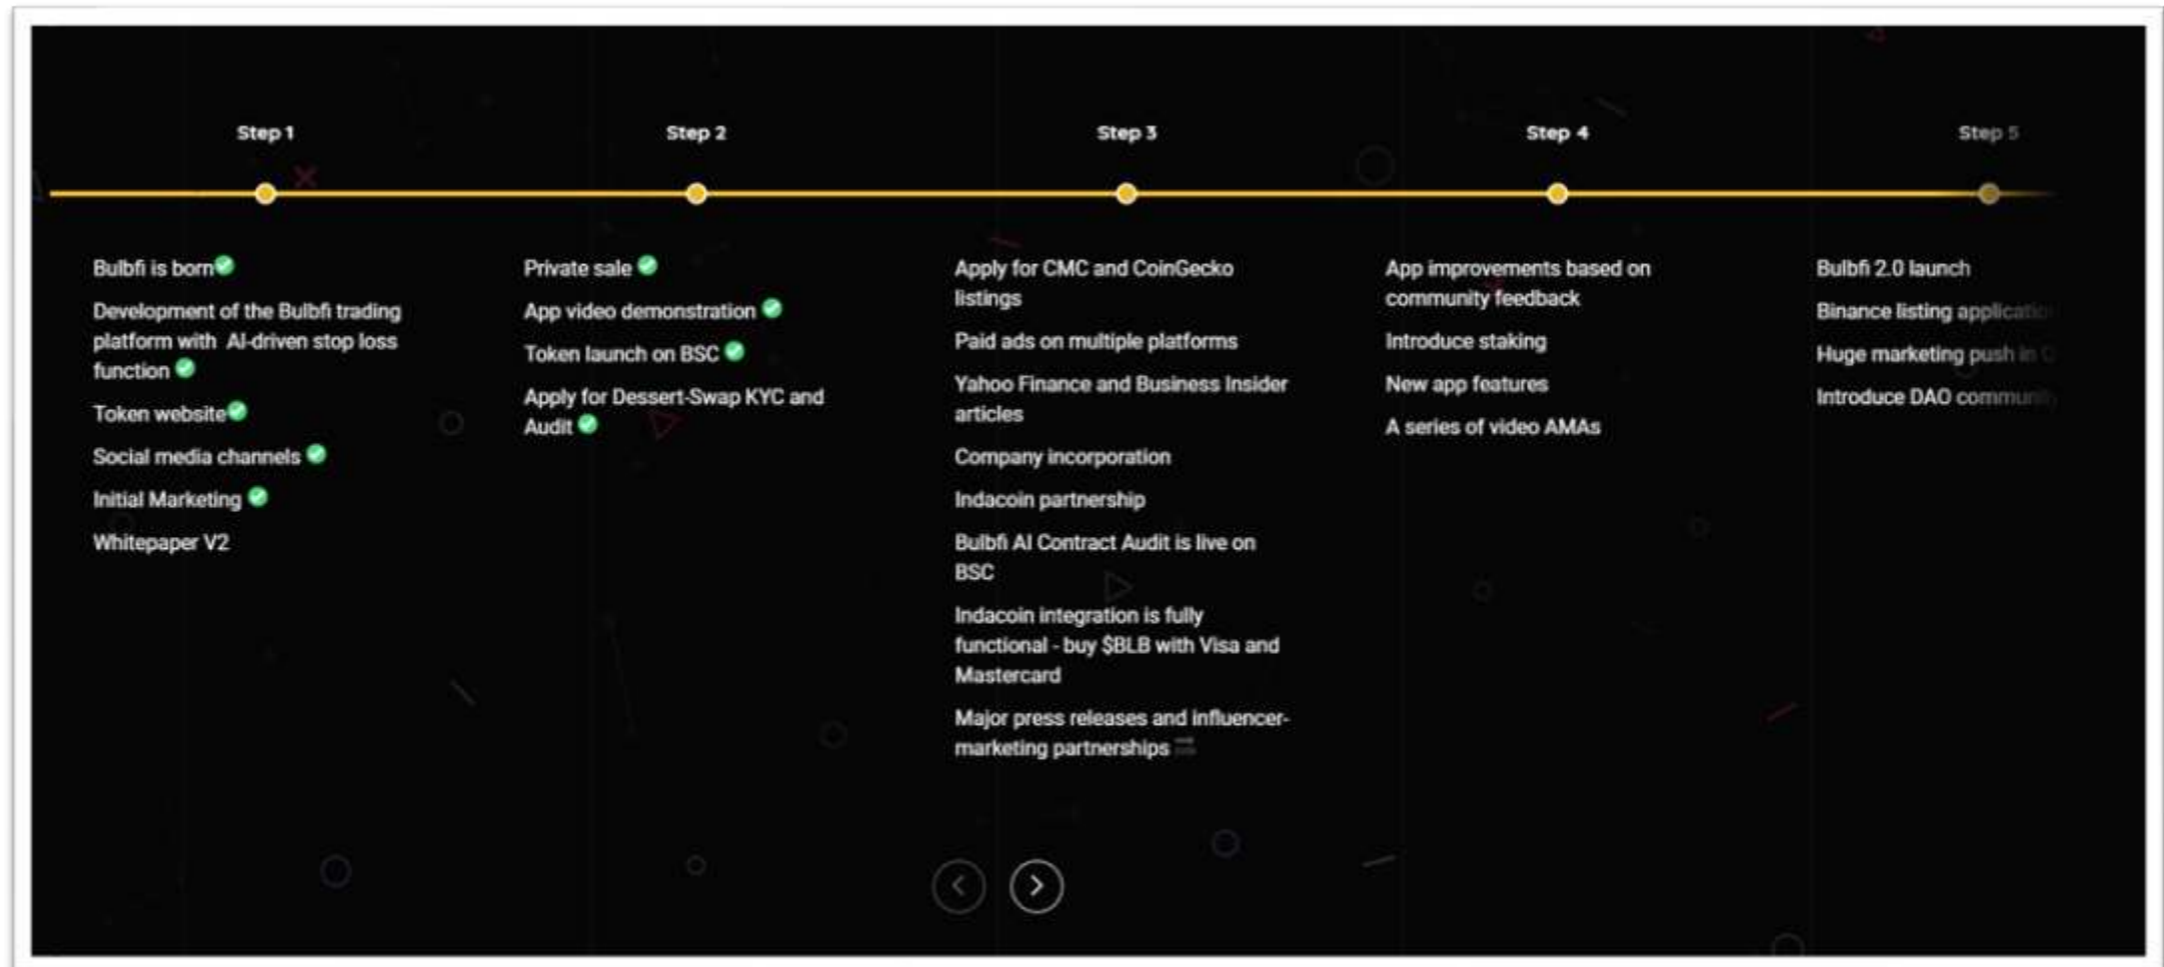 Step 1
Bulbfi is born
Development of the Bulbfi trading
platform with AI-driven stop loss
function
Token website
Social media channels
Initial Marketing
Whitepaper V2
Step 2
Private sale
App video demonstration
Token launch on BSC
Apply for Dessert-Swap KYC and
Audit
Step 3
Apply for CMC and CoinGecko
listings
Paid ads on multiple platforms
Yahoo Finance and Business Insider
articles
Company incorporation
Indacoin partnership
Bulbfi AI Contract Audit is live on
BSC
Indacoin integration is fully
functional - buy $BLB with Visa and
Mastercard
Major press releases and influencer-
marketing partnerships
Step 4
App improvements based on
community feedback
Introduce staking
New app features
A series of video AMAs
Step 5
Bulbfi 2.0 launch
Binance listing application
Huge marketing push in
Introduce DAO community